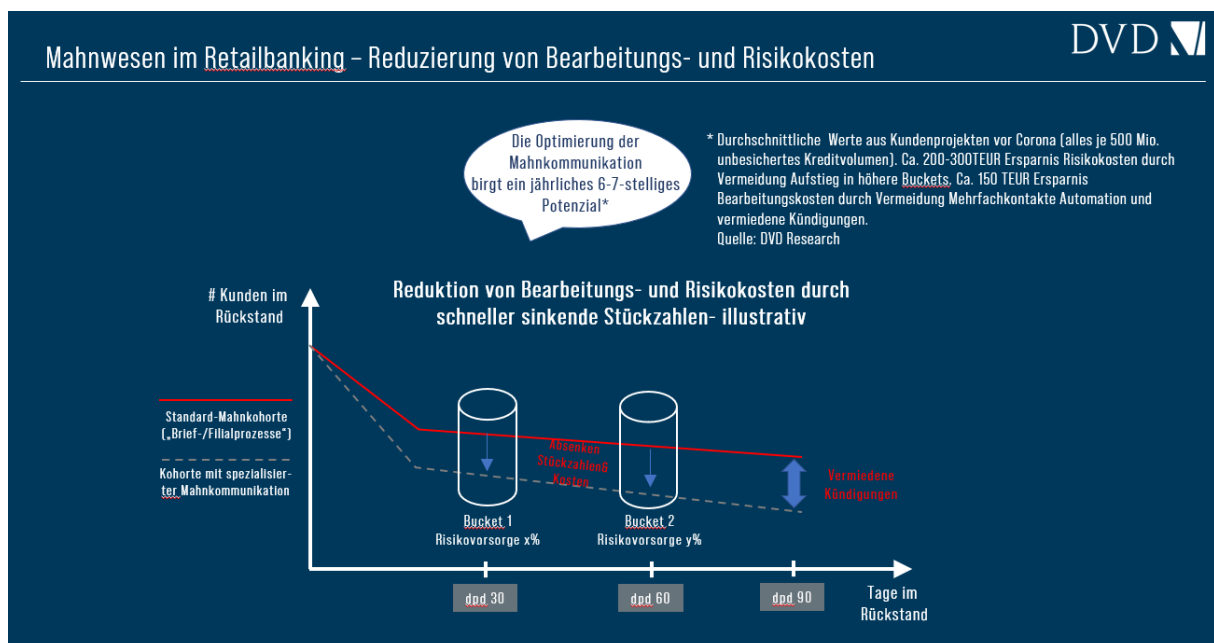 DVD
Mahnwesen im Retailbanking – Reduzierung von Bearbeitungs- und Risikokosten
Die Optimierung der
Mahnkommunikation
birgt ein jährliches 6-7-stelliges
Potenzial*
* Durchschnittliche Werte aus Kundenprojekten vor Corona (alles je 500 Mio.
unbesichertes Kreditvolumen). Ca. 200-300TEUR Ersparnis Risikokosten durch
Vermeidung Aufstieg in höhere Buckets. Ca. 150 TEUR Ersparnis
Bearbeitungskosten durch Vermeidung Mehrfachkontakte Automation und
vermiedene Kündigungen.
Quelle: DVD Research
Reduktion von Bearbeitungs- und Risikokosten durch
schneller sinkende Stückzahlen- illustrativ
# Kunden im
Rückstand
Standard-Mahnkohorte
(„Brief-/Filialprozesse“)
Kohorte mit spezialisier-
ter Mahnkommunikation
Absenken
Stückzahlen&
Kosten
Vermiedene
Kündigungen
Bucket 1
Risikovorsorge x%
Bucket 2
Risikovorsorge y%
dpd 30
dpd 60
dpd 90
Tage im
Rückstand